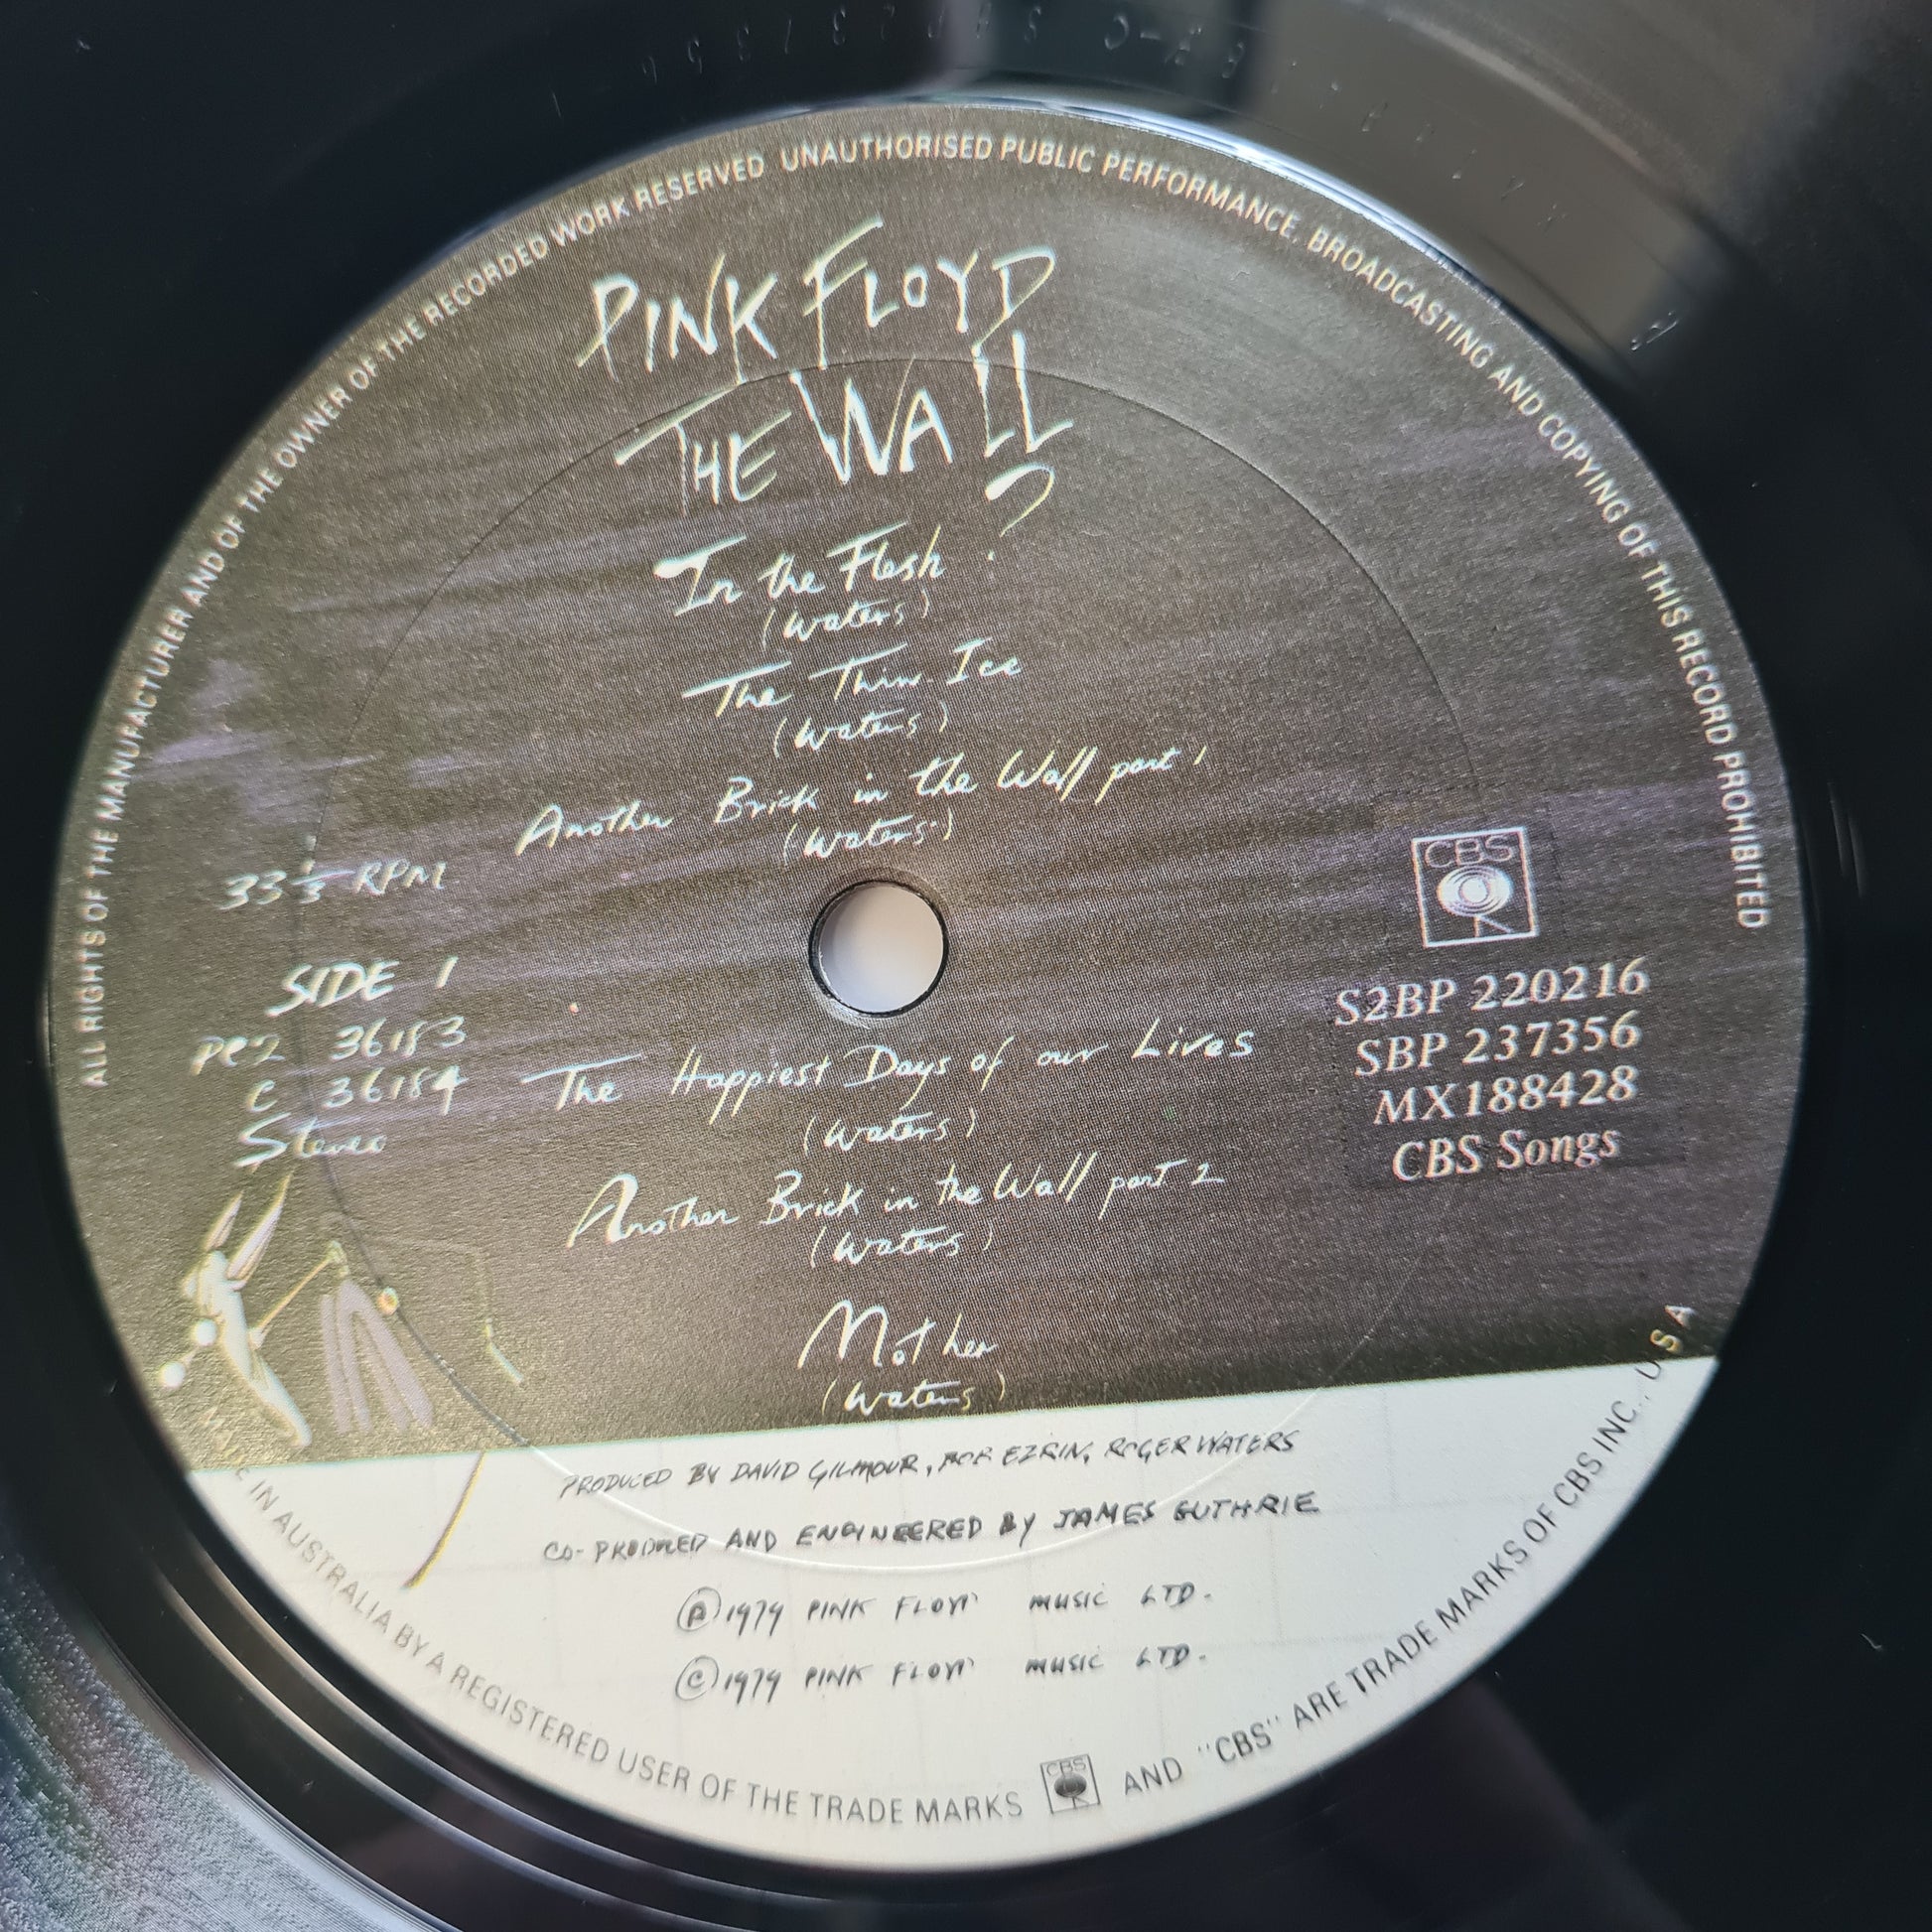 ALL RIGHTS OF THE MANUFACTURER AND OF THE OWNER OF THE RECORDED WORK RESERVED UNAUTHORISED PUBLIC PERFORMANCE, BROADCASTING AND COPYING OF THIS RECORD PROHIBITED
PINK FLOYD
THE WALL
In the Flesh ?
(Waters)
The Thin Ice
(Waters)
Another Brick in the Wall part 1
(Waters)
33 1/3 RPM
SIDE 1
PC2 36183
C 36184
Stereo
CBS
S2BP 220216
SBP 237356
MX188428
CBS Songs
The Happiest Days of our Lives
(Waters)
Another Brick in the Wall part 2
(Waters)
Mother
(Waters)
PRODUCED BY DAVID GILMOUR, BOB EZRIN, ROGER WATERS
CO-PRODUCED AND ENGINEERED BY JAMES GUTHRIE
Ⓟ 1979 PINK FLOYD MUSIC LTD.
© 1979 PINK FLOYD MUSIC LTD.
MADE IN AUSTRALIA BY A REGISTERED USER OF THE TRADE MARKS CBS AND "CBS" ARE TRADE MARKS OF CBS INC., USA